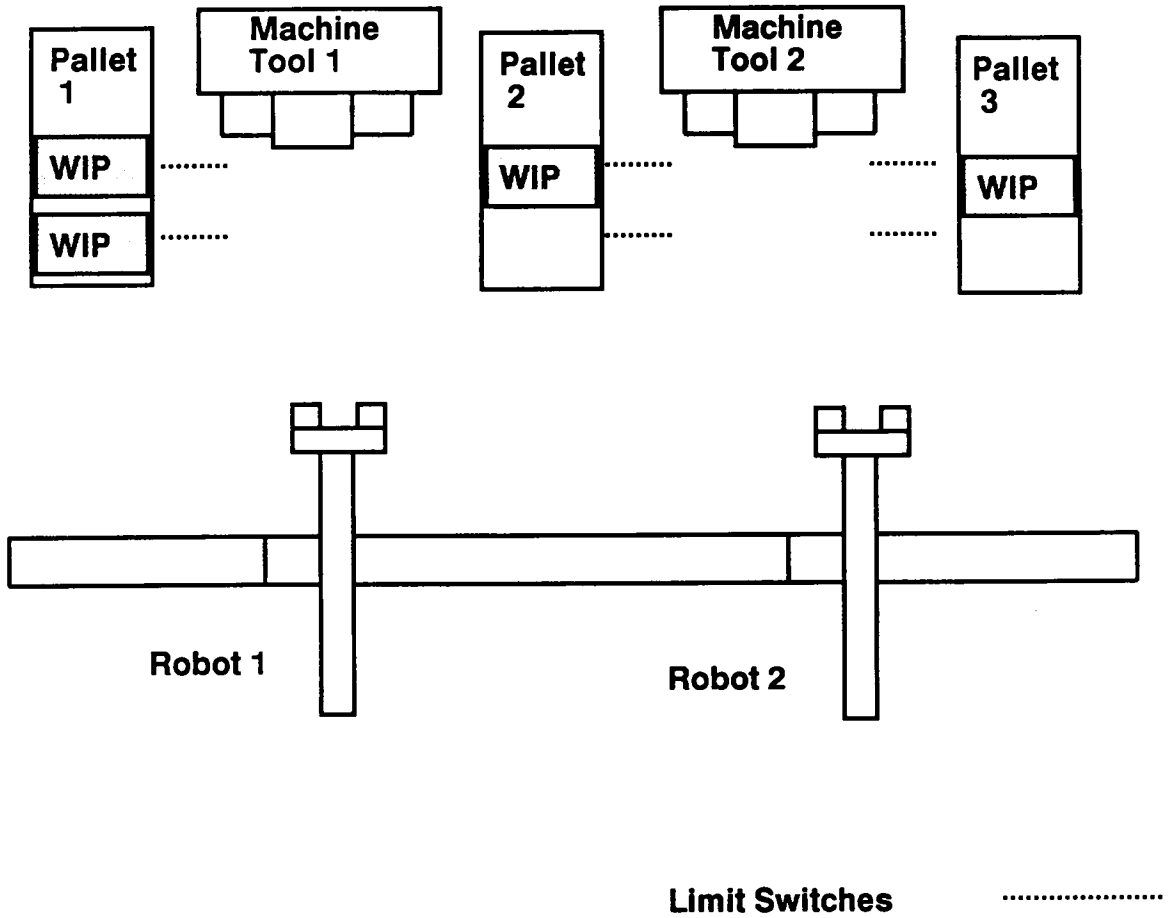 Machine
Tool 1
Machine
Tool 2
Pallet
1
Pallet
2
Pallet
3
WIP
WIP
WIP
WIP
Robot 1
Robot 2
Limit Switches